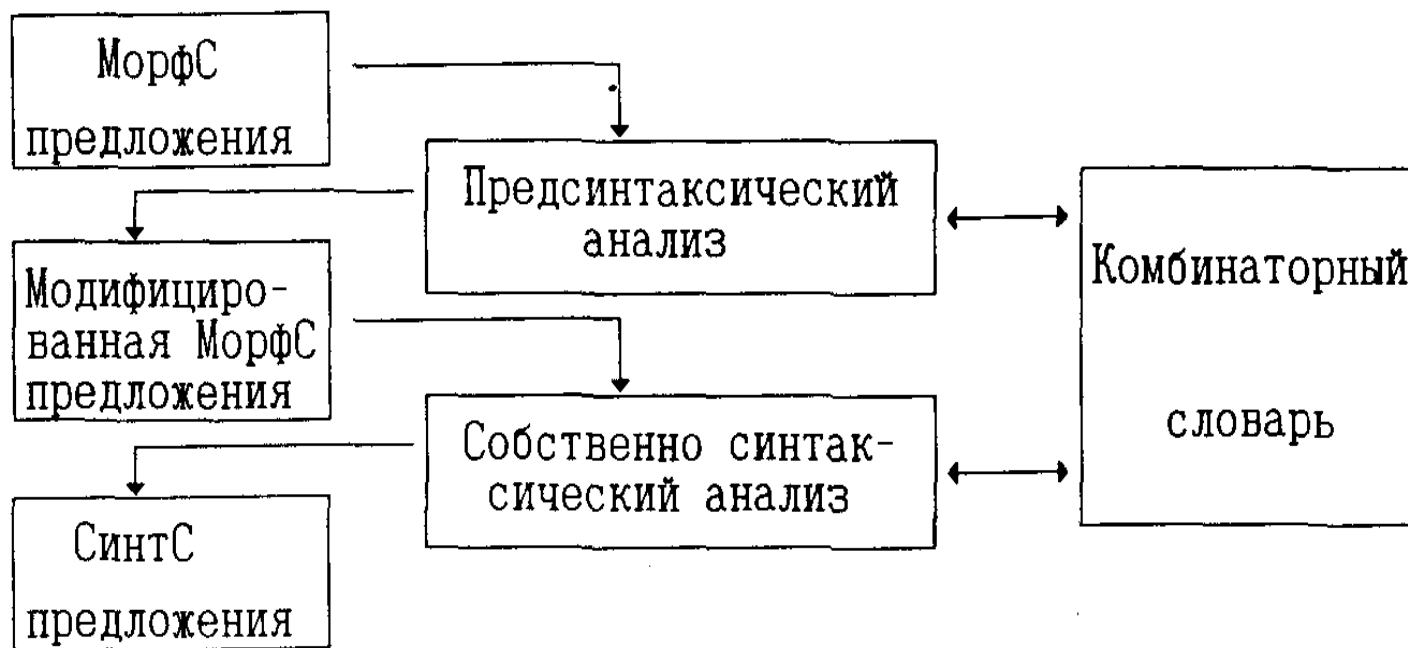 МорфС
предложения
Предсинтаксический
анализ
Модифициро-
ванная МорфС
предложения
Собственно синтак-
сический анализ
СинтС
предложения
Комбинаторный
словарь